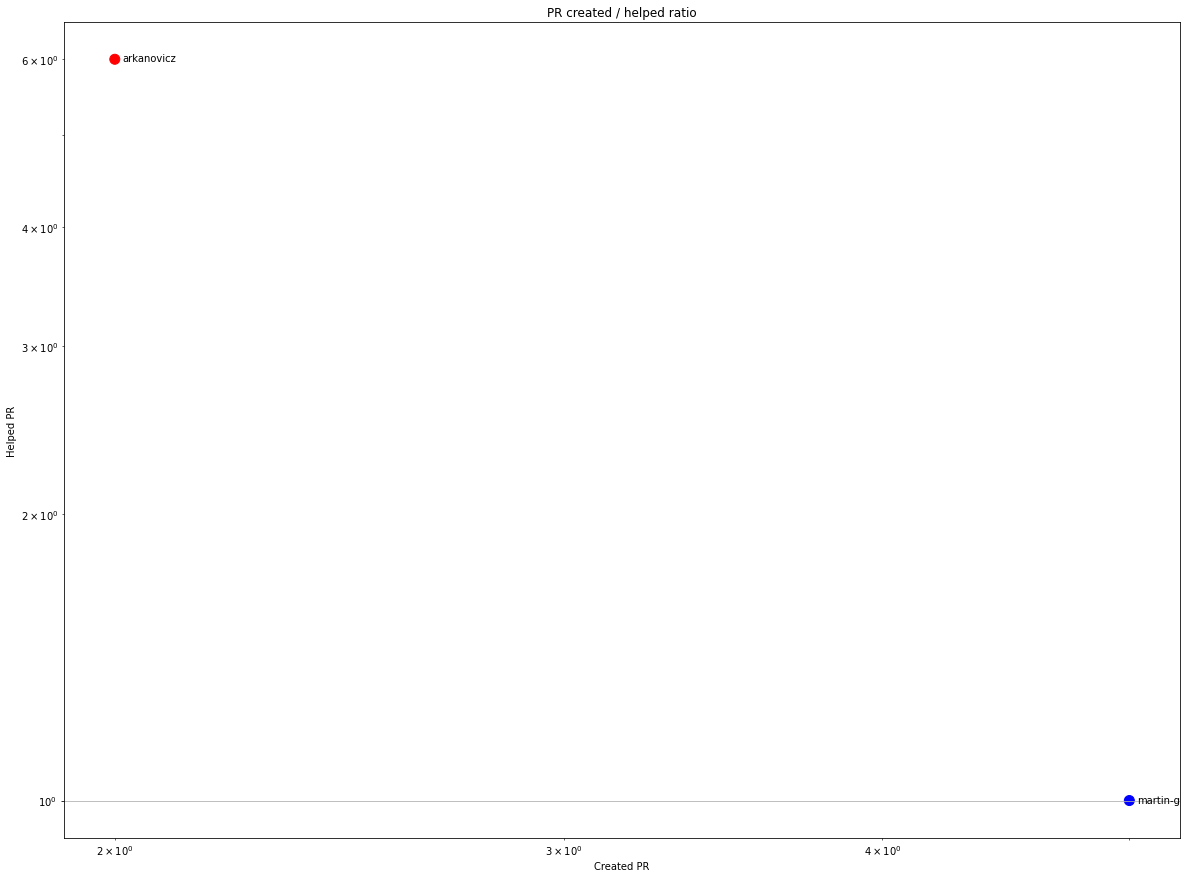 PR created / helped ratio
6 × 10⁰
arkanovicz
4 × 10⁰
3 × 10⁰
Helped PR
2 × 10⁰
10⁰
martin-g
2 × 10⁰
3 × 10⁰
4 × 10⁰
Created PR